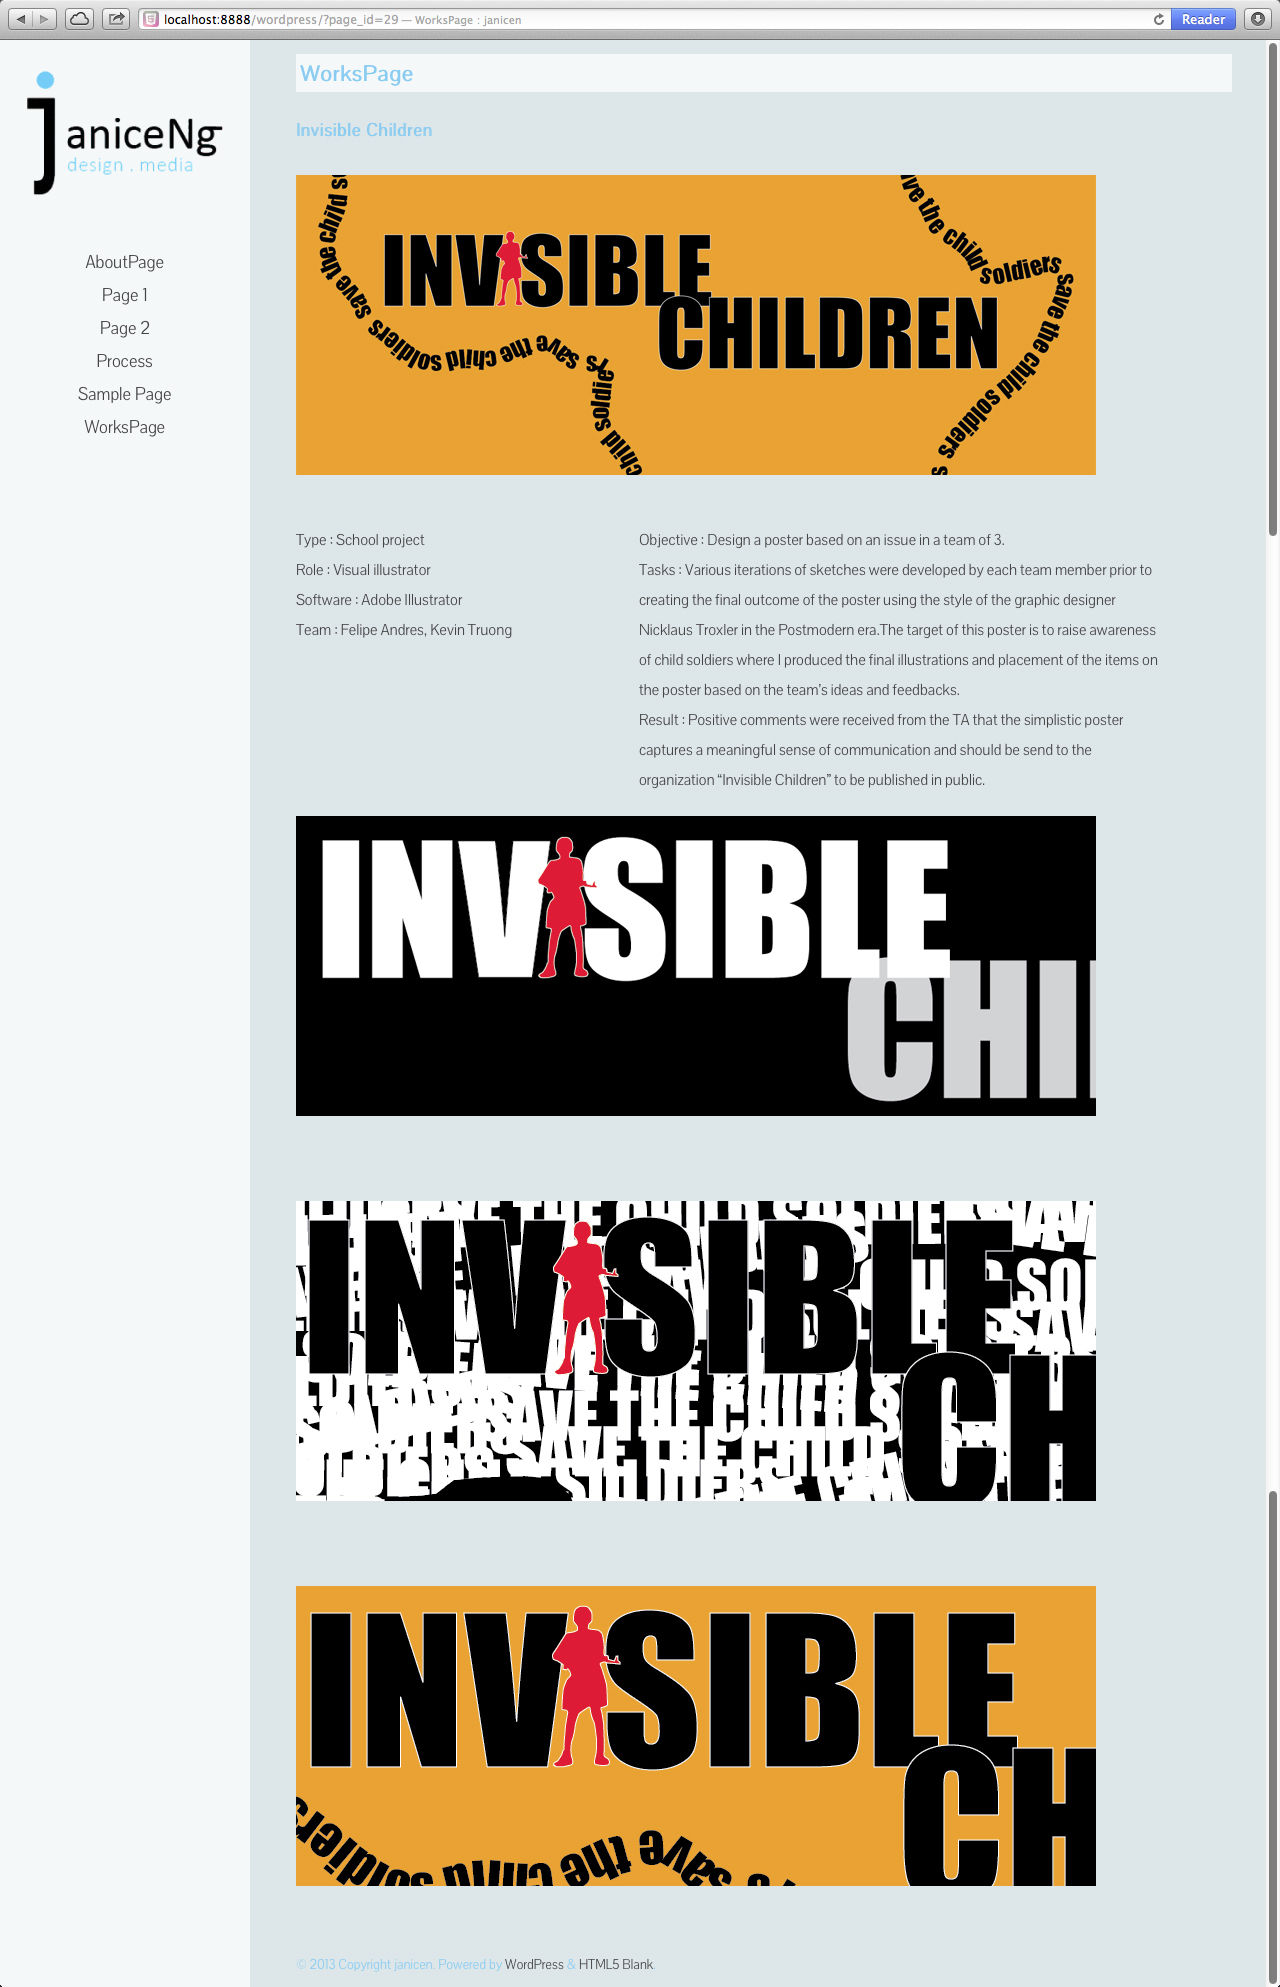 localhost:8888/wordpress/?page_id=29 — WorksPage : janicen
Reader
janiceNg
design . media
AboutPage
Page 1
Page 2
Process
Sample Page
WorksPage
WorksPage
Invisible Children
save the child soldiers save the child soldiers
save the child soldiers save the child soldiers
INVISIBLE
CHILDREN
Type : School project
Role : Visual illustrator
Software : Adobe Illustrator
Team : Felipe Andres, Kevin Truong
Objective : Design a poster based on an issue in a team of 3.
Tasks : Various iterations of sketches were developed by each team member prior to
creating the final outcome of the poster using the style of the graphic designer
Nicklaus Troxler in the Postmodern era.The target of this poster is to raise awareness
of child soldiers where I produced the final illustrations and placement of the items on
the poster based on the team's ideas and feedbacks.
Result : Positive comments were received from the TA that the simplistic poster
captures a meaningful sense of communication and should be send to the
organization “Invisible Children” to be published in public.
INVISIBLE
CHI
INVISIBLE
CH
SAVE THE CHILD
INVISIBLE
CH
soldiers save the child soldiers
© 2013 Copyright janicen. Powered by WordPress & HTML5 Blank.